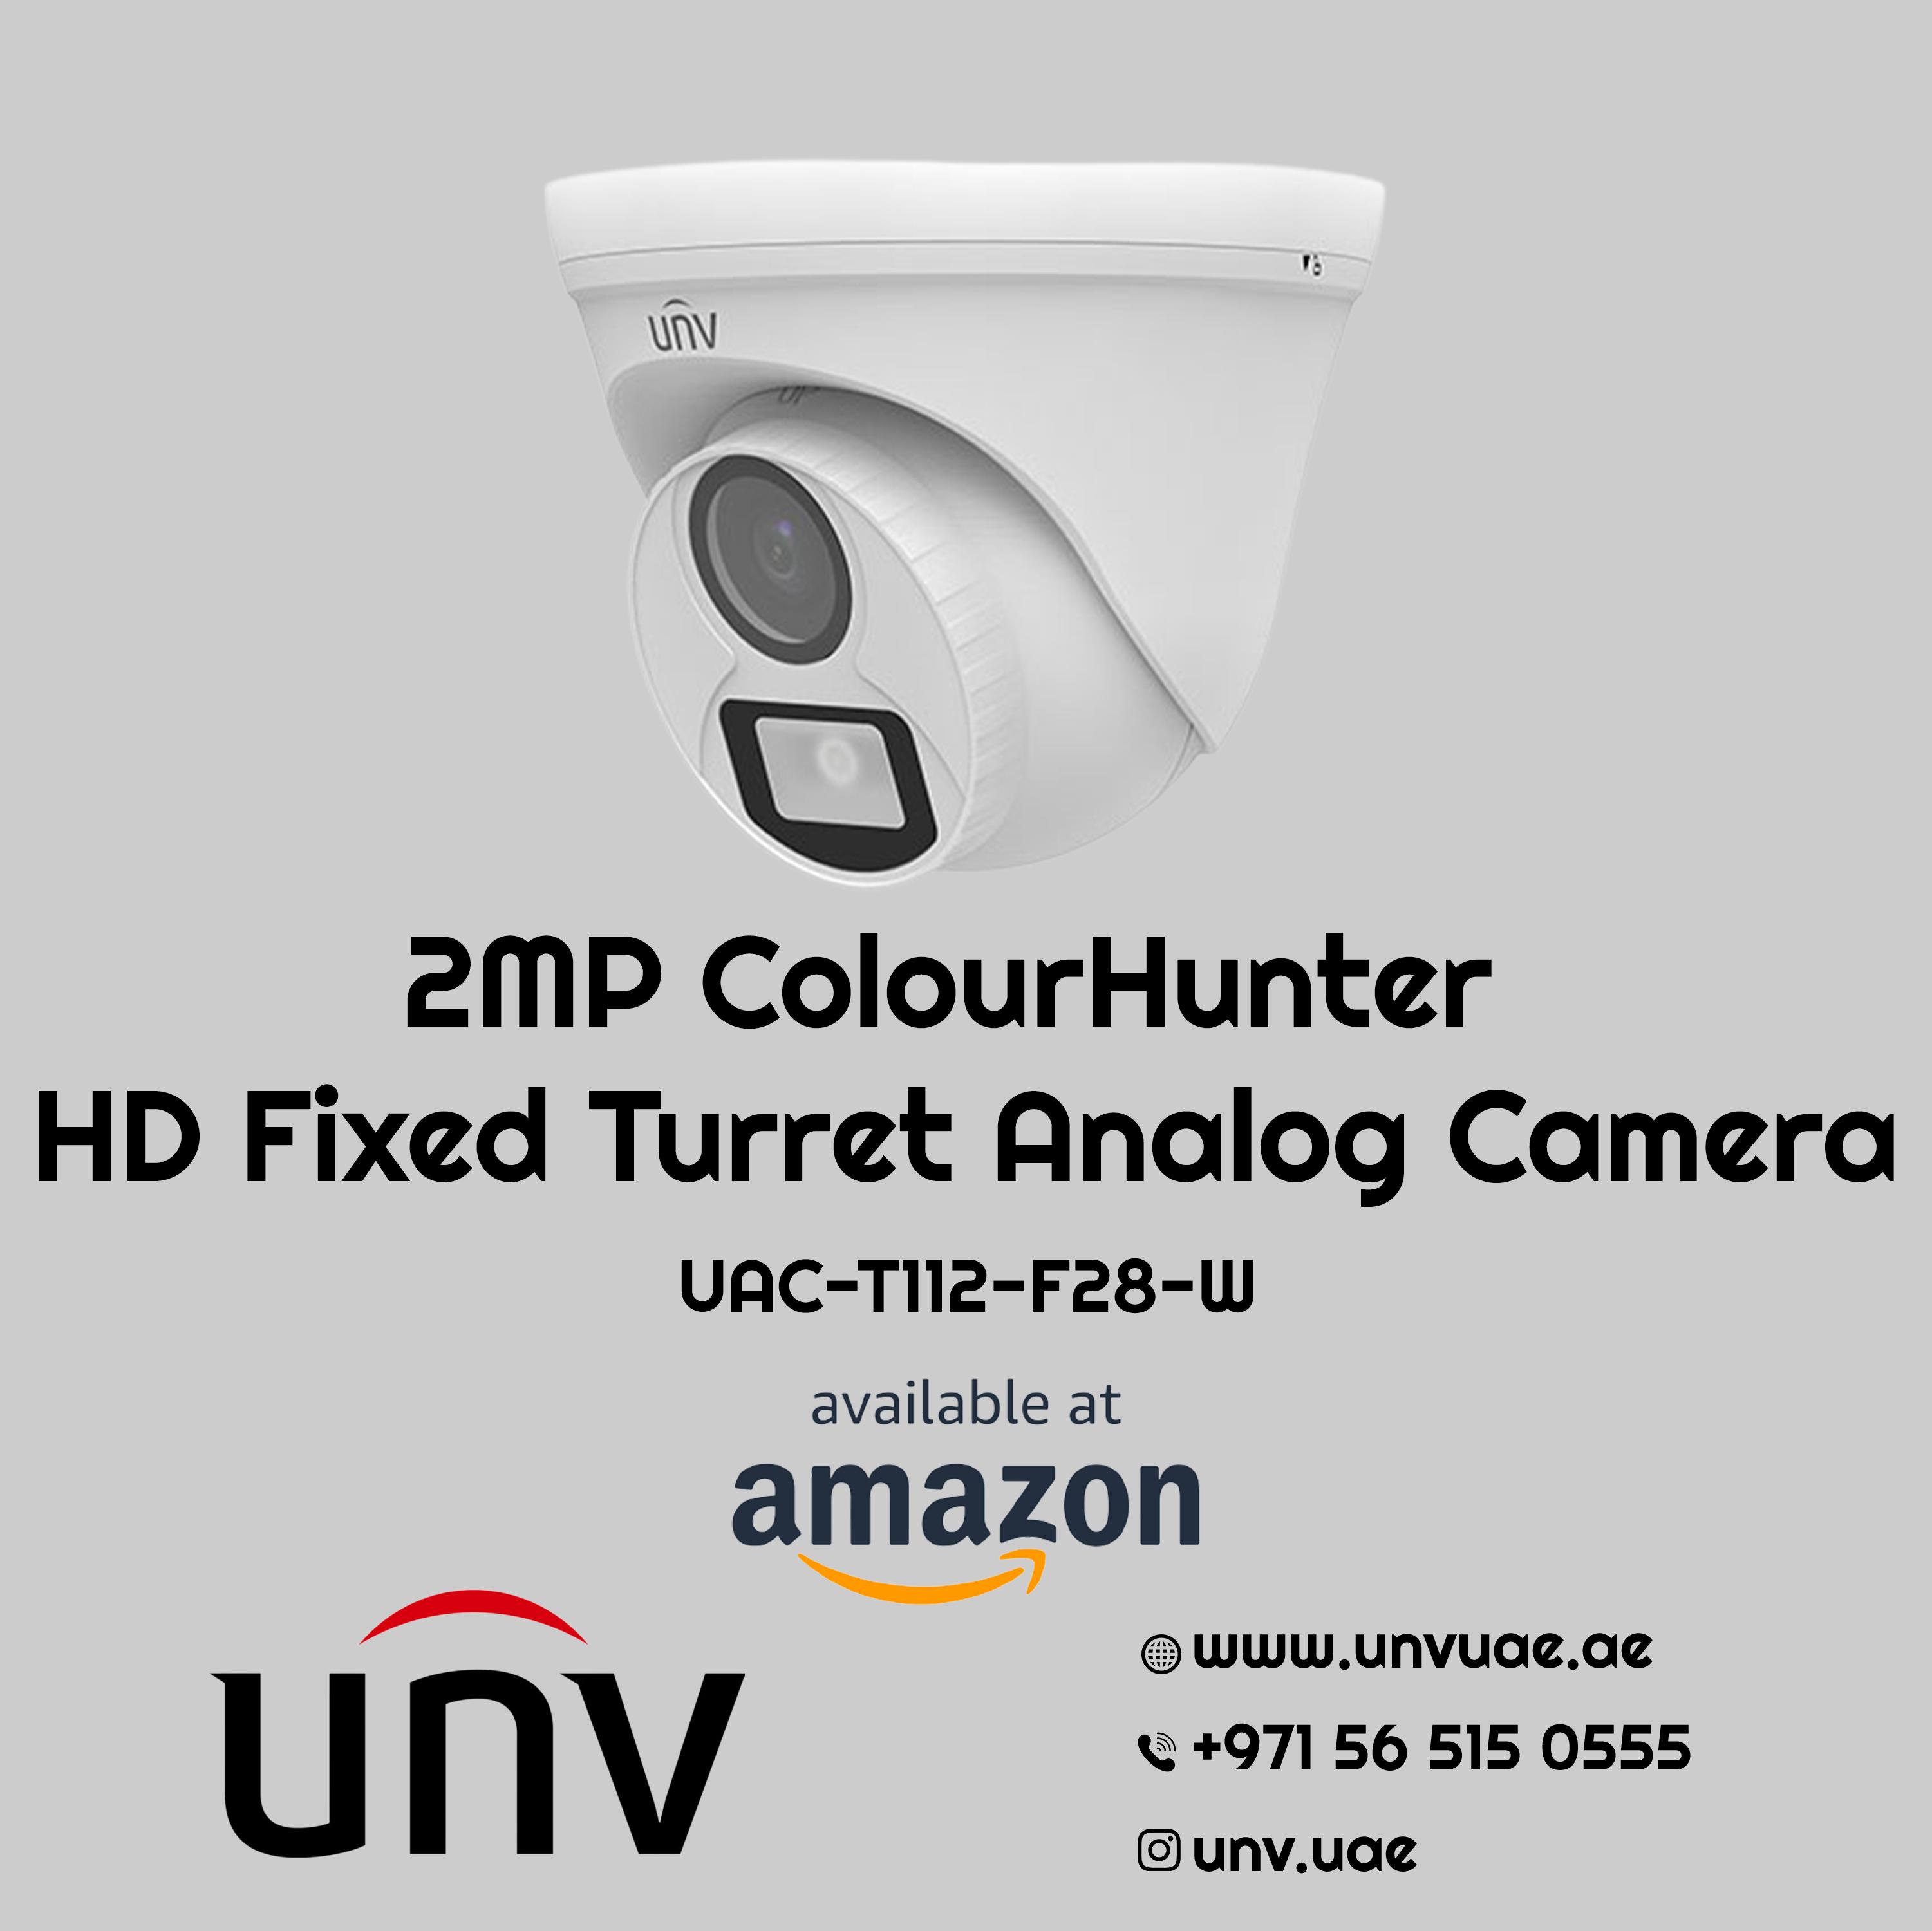 unv
UP
2MP ColourHunter
HD Fixed Turret Analog Camera
UAC-T112-F28-W
available at
amazon
unv
www.unvuae.ae
+971 56 515 0555
unv.uae